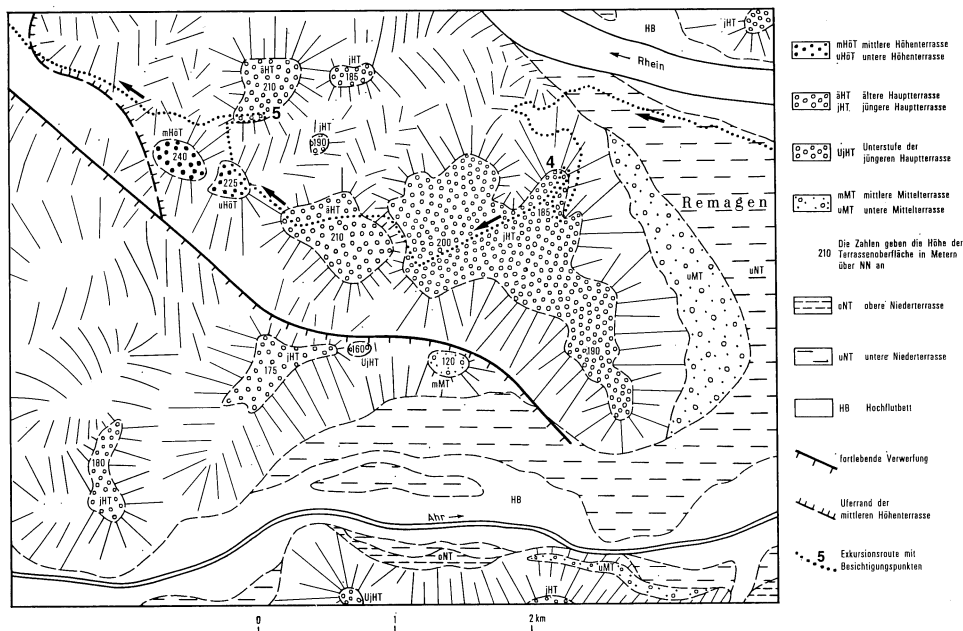 HB
jHT
Rhein
äHT
210
jHT
185
5
jHT
190
mHöT
240
225
uHöT
4
185
Remagen
äHT
210
jHT
200
uMT
uNT
190
jHT
175
160
UjHT
120
mMT
180
jHT
HB
Ahr
oNT
uMT
UjHT
jHT
0 1 2 km
mHöT mittlere Höhenterrasse
uHöT untere Höhenterrasse
äHT ältere Hauptterrasse
jHT. jüngere Hauptterrasse
UjHT Unterstufe der
jüngeren Hauptterrasse
mMT mittlere Mittelterrasse
uMT untere Mittelterrasse
210 Die Zahlen geben die Höhe der
Terrassenoberfläche in Metern
über NN an
oNT obere Niederterrasse
uNT untere Niederterrasse
HB Hochflutbett
fortlebende Verwerfung
Uferrand der
mittleren Höhenterrasse
5 Exkursionsroute mit
Besichtigungspunkten